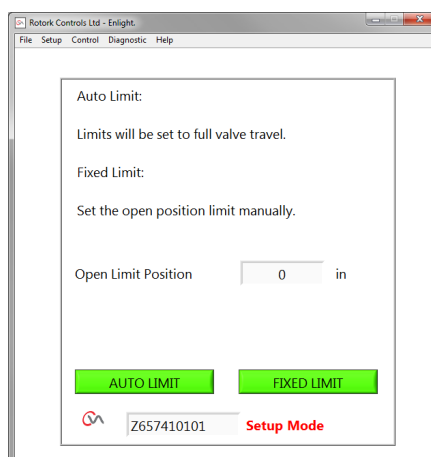 Rotork Controls Ltd - Enlight.
File Setup Control Diagnostic Help
Auto Limit:
Limits will be set to full valve travel.
Fixed Limit:
Set the open position limit manually.
Open Limit Position 0 in
AUTO LIMIT FIXED LIMIT
Z657410101 Setup Mode